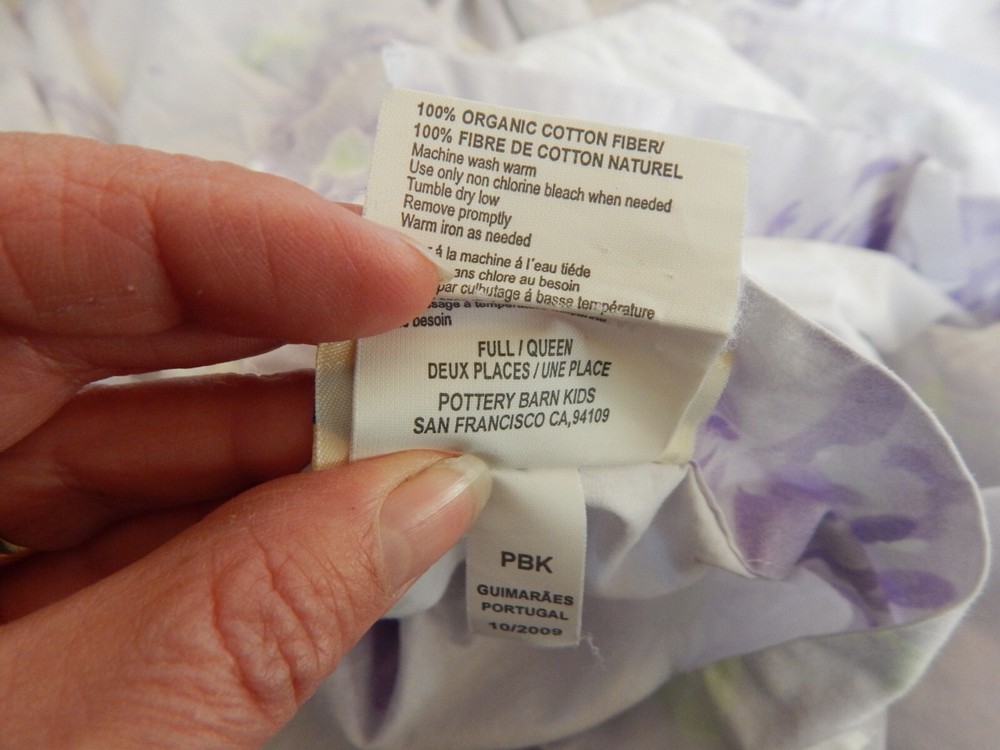 100% ORGANIC COTTON FIBER/
100% FIBRE DE COTTON NATUREL
Machine wash warm
Use only non chlorine bleach when needed
Tumble dry low
Remove promptly
Warm iron as needed
á la machine á l'eau tiéde
chlore au besoin
par culbutage á basse température
besoin
FULL / QUEEN
DEUX PLACES / UNE PLACE
POTTERY BARN KIDS
SAN FRANCISCO CA,94109
PBK
GUIMARÃES
PORTUGAL
10/2009